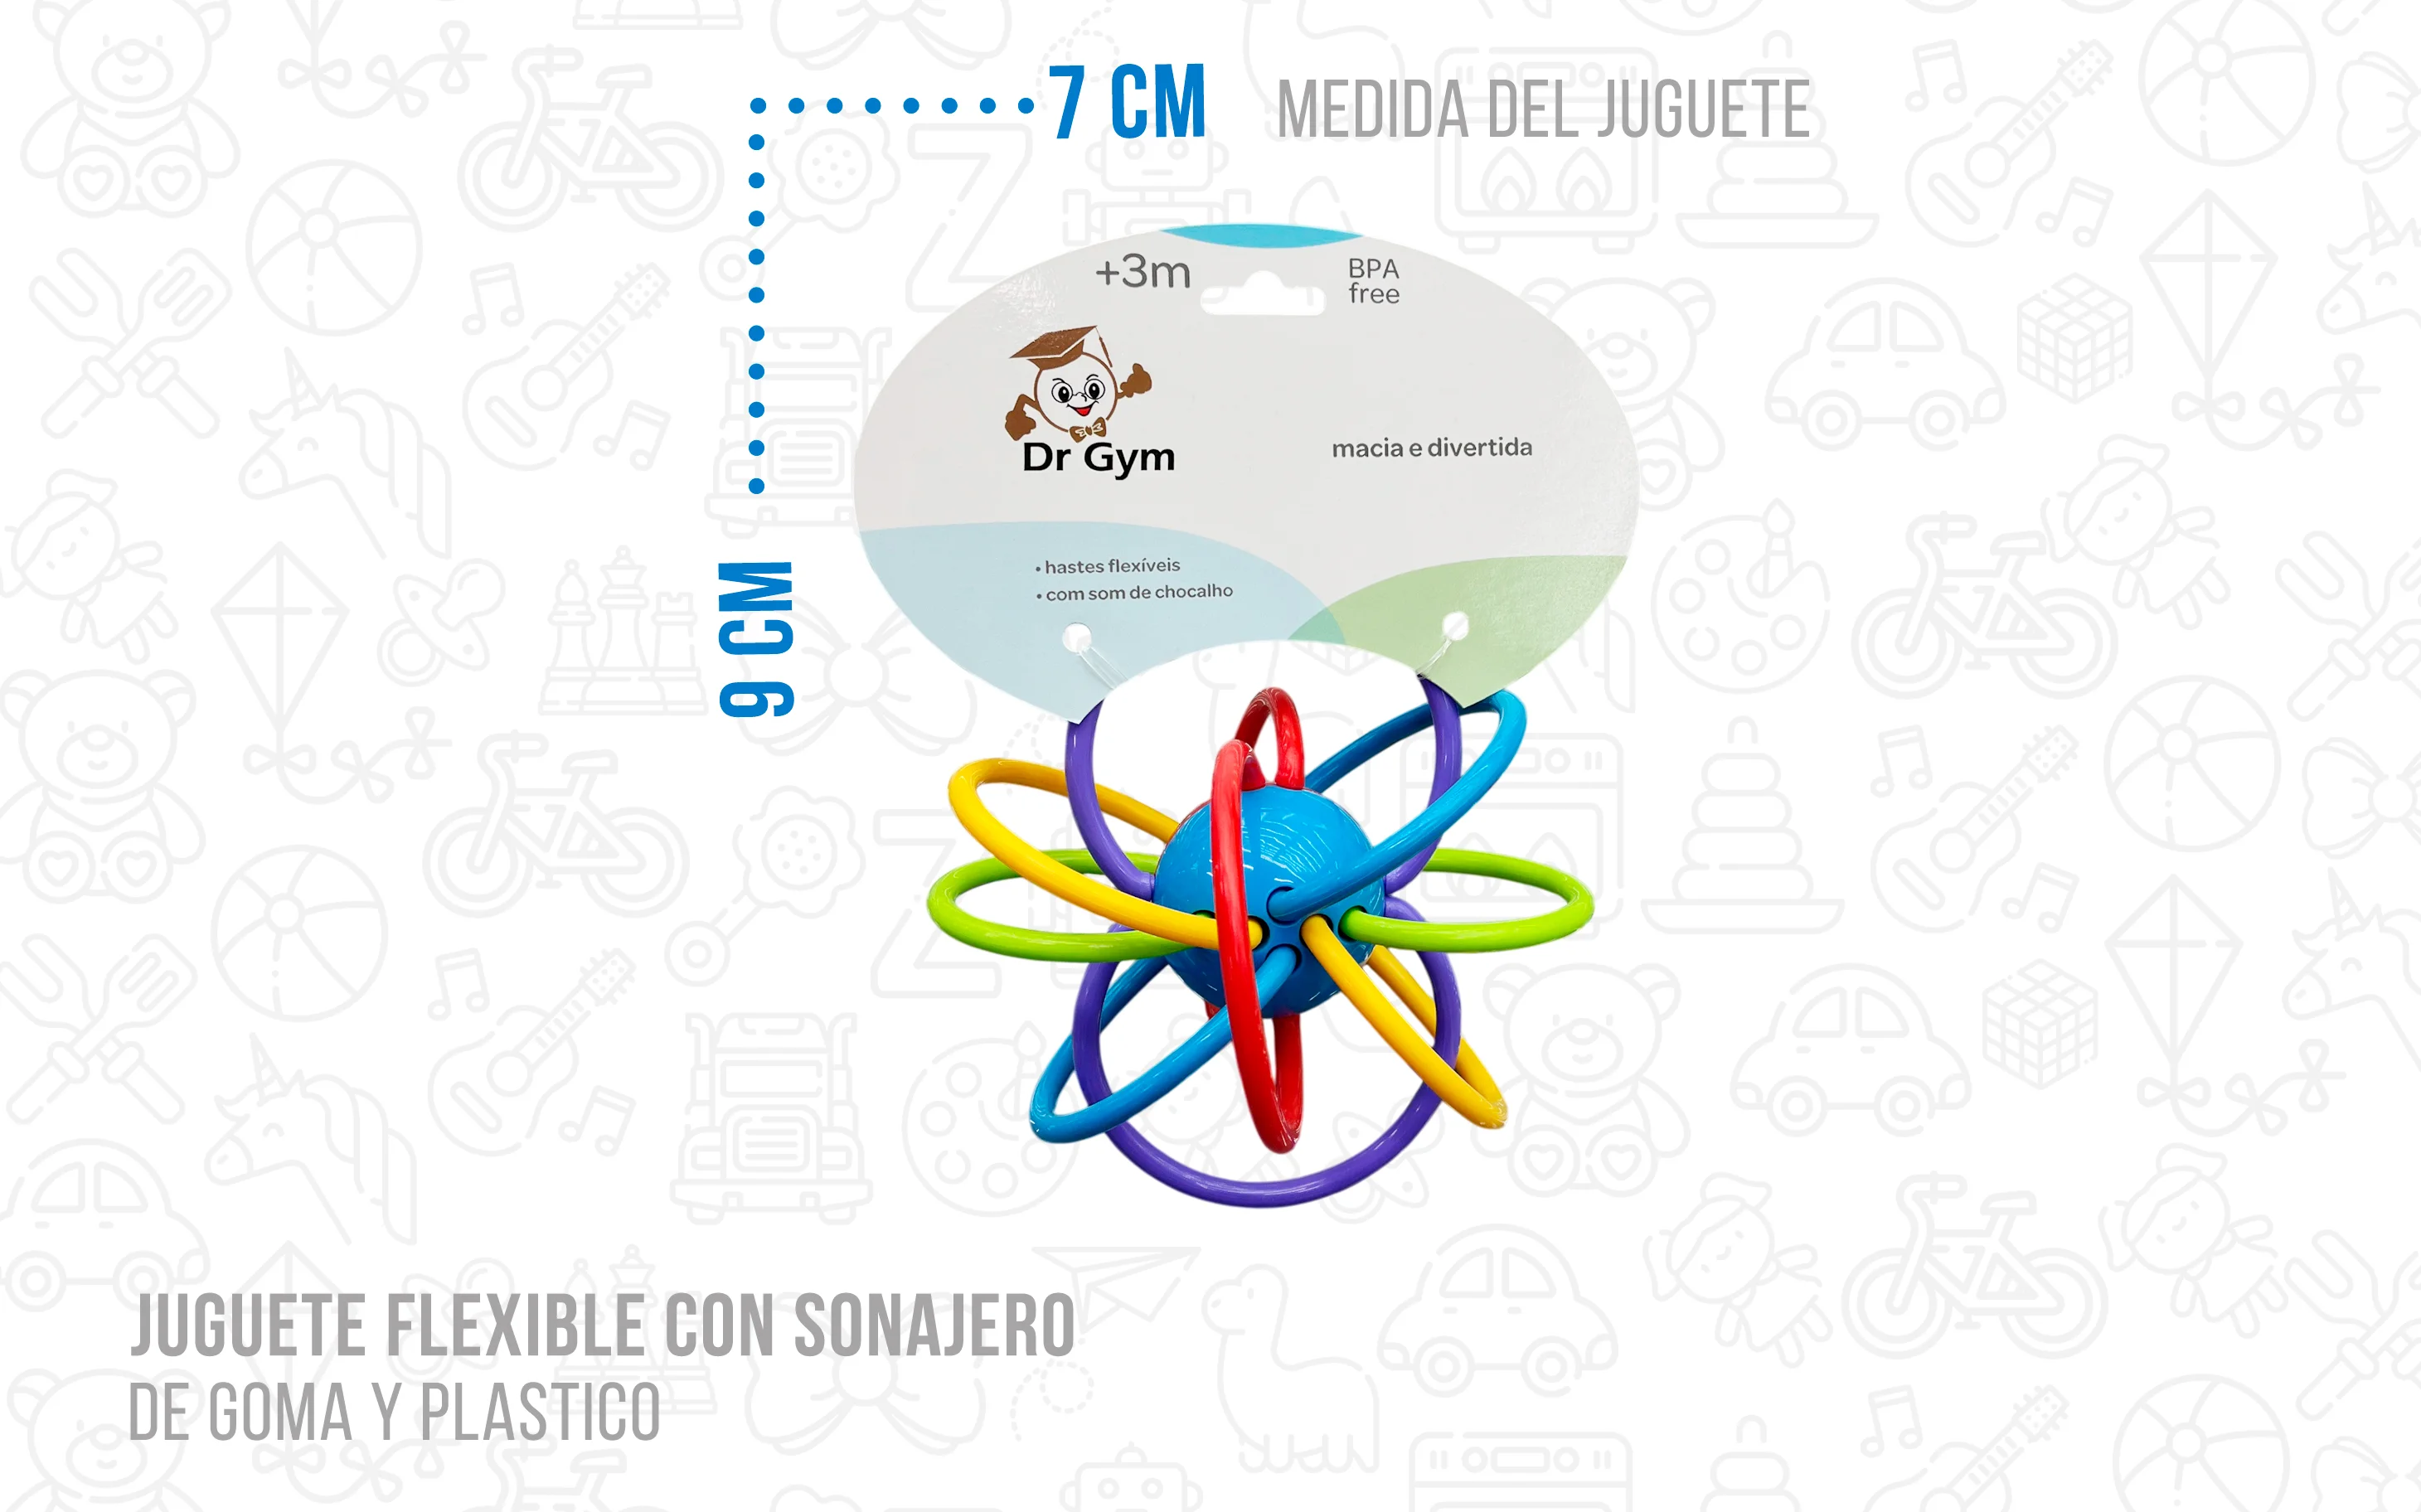 7 CM MEDIDA DEL JUGUETE
9 CM
+3m
BPA
free
Dr Gym
macia e divertida
• hastes flexíveis
• com som de chocalho
JUGUETE FLEXIBLE CON SONAJERO
DE GOMA Y PLASTICO